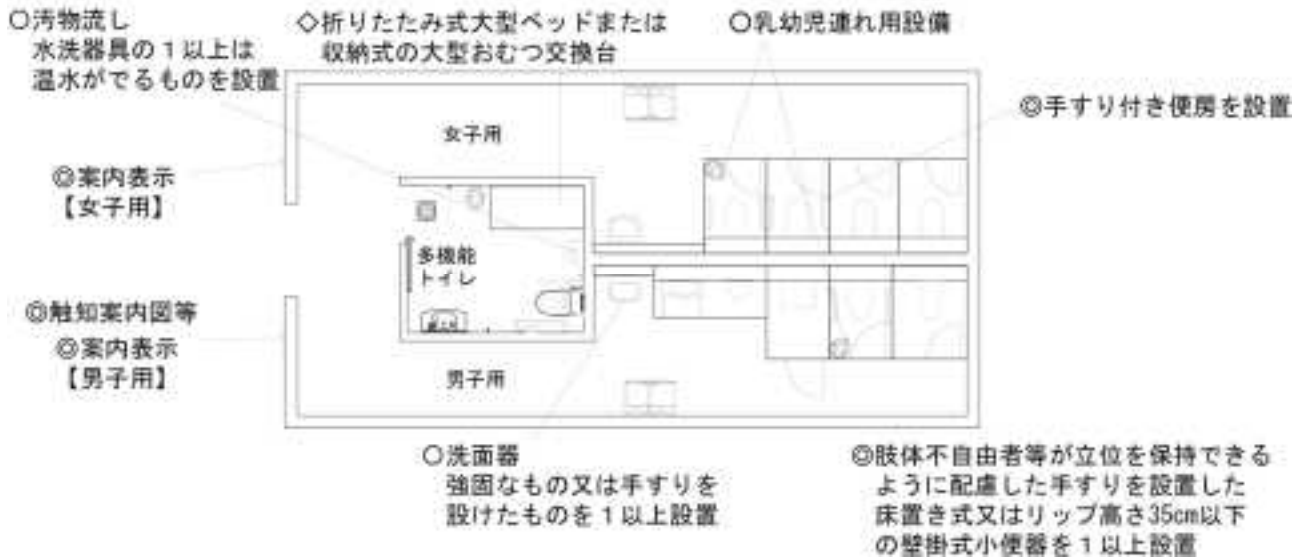 ○汚物流し
水洗器具の１以上は
温水がでるものを設置
◇折りたたみ式大型ベッドまたは
収納式の大型おむつ交換台
○乳幼児連れ用設備
◎手すり付き便房を設置
女子用
◎案内表示
【女子用】
多機能
トイレ
◎触知案内図等
◎案内表示
【男子用】
男子用
○洗面器
強固なもの又は手すりを
設けたものを１以上設置
◎肢体不自由者等が立位を保持できる
ように配慮した手すりを設置した
床置き式又はリップ高さ35cm以下
の壁掛式小便器を１以上設置